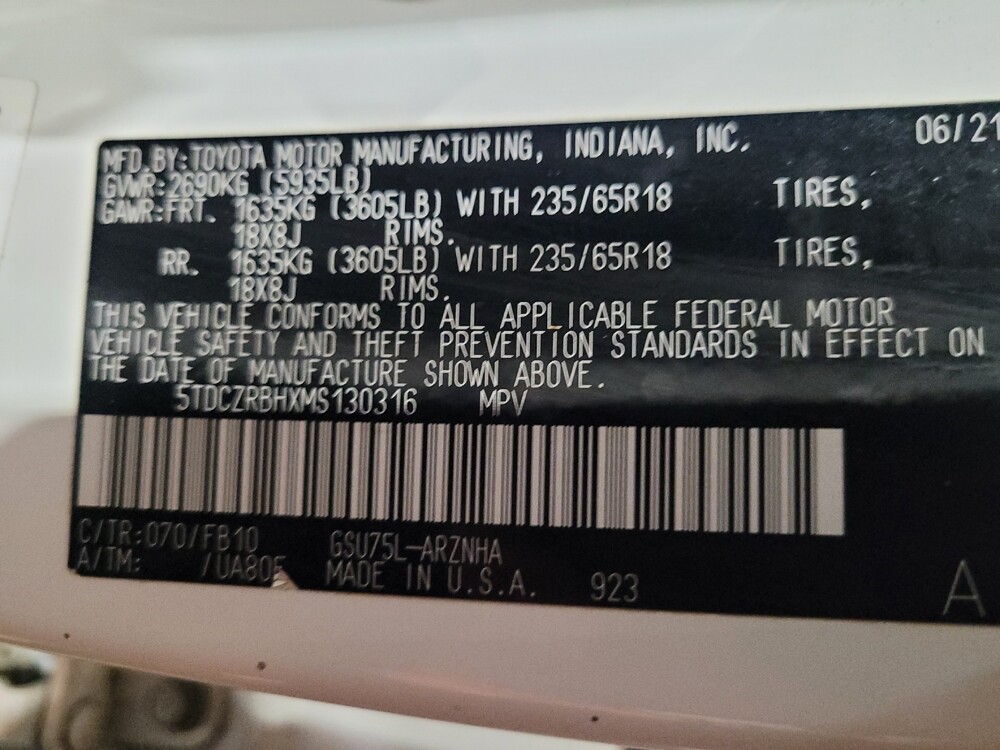 MFD.BY:TOYOTA MOTOR MANUFACTURING, INDIANA, INC. 06/21
GVWR:2690KG (5935LB)
GAWR:FRT. 1635KG (3605LB) WITH 235/65R18 TIRES,
18X8J RIMS.
RR. 1635KG (3605LB) WITH 235/65R18 TIRES,
18X8J RIMS.
THIS VEHICLE CONFORMS TO ALL APPLICABLE FEDERAL MOTOR
VEHICLE SAFETY AND THEFT PREVENTION STANDARDS IN EFFECT ON
THE DATE OF MANUFACTURE SHOWN ABOVE.
5TDCZRBHXMS130316 MPV
C/TR:070/FB10 GSU75L-ARZNHA
A/TM: /UA80E MADE IN U.S.A. 923 A